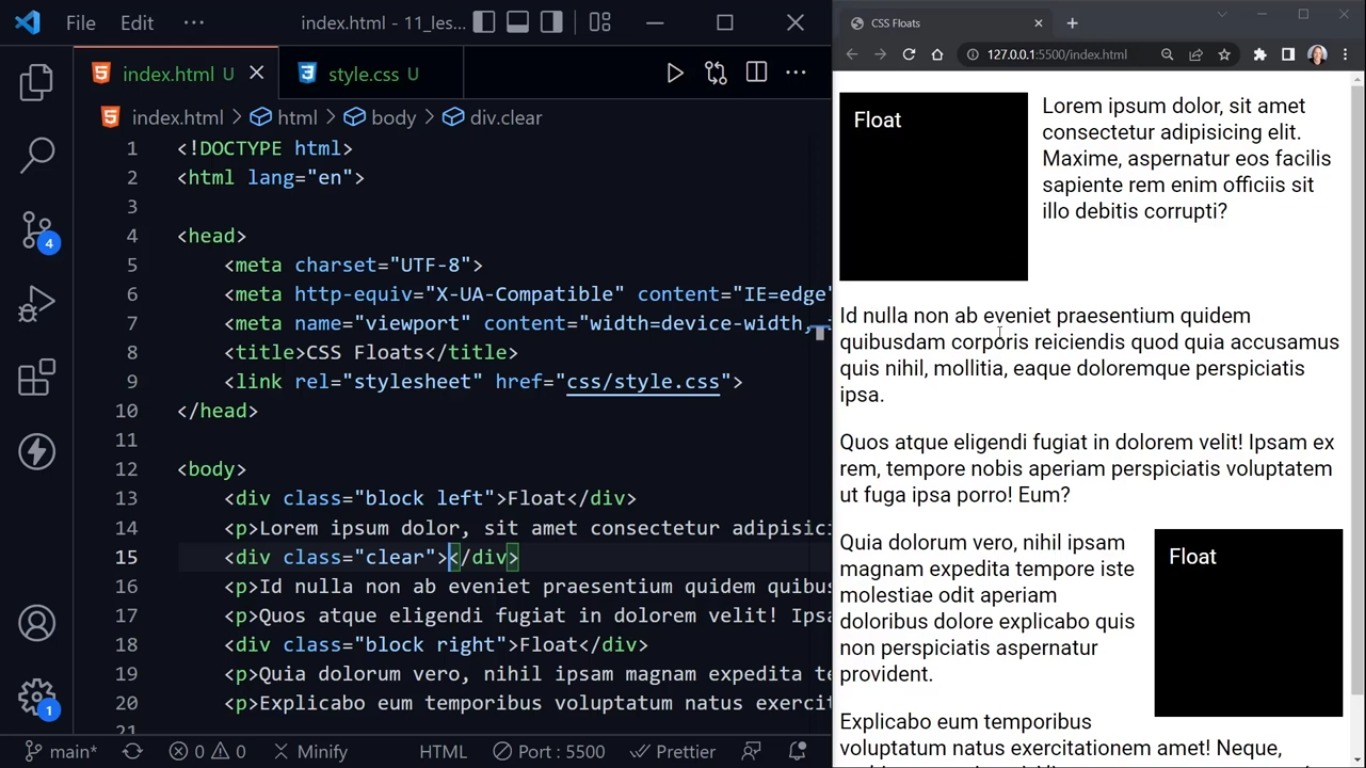 File Edit ··· index.html - 11_les...
index.html U style.css U
index.html > html > body > div.clear
1 <!DOCTYPE html>
2 <html lang="en">
3
4 <head>
5 <meta charset="UTF-8">
6 <meta http-equiv="X-UA-Compatible" content="IE=edge"
7 <meta name="viewport" content="width=device-width,
8 <title>CSS Floats</title>
9 <link rel="stylesheet" href="css/style.css">
10 </head>
11
12 <body>
13 <div class="block left">Float</div>
14 <p>Lorem ipsum dolor, sit amet consectetur adipisici
15 <div class="clear"></div>
16 <p>Id nulla non ab eveniet praesentium quidem quibus
17 <p>Quos atque eligendi fugiat in dolorem velit! Ipsa
18 <div class="block right">Float</div>
19 <p>Quia dolorum vero, nihil ipsam magnam expedita te
20 <p>Explicabo eum temporibus voluptatum natus exercit
21
4
1
main* 0 0 Minify HTML Port : 5500 Prettier
CSS Floats
127.0.0.1:5500/index.html
Float
Lorem ipsum dolor, sit amet
consectetur adipisicing elit.
Maxime, aspernatur eos facilis
sapiente rem enim officiis sit
illo debitis corrupti?
Id nulla non ab eveniet praesentium quidem
quibusdam corporis reiciendis quod quia accusamus
quis nihil, mollitia, eaque doloremque perspiciatis
ipsa.
Quos atque eligendi fugiat in dolorem velit! Ipsam ex
rem, tempore nobis aperiam perspiciatis voluptatem
ut fuga ipsa porro! Eum?
Quia dolorum vero, nihil ipsam
magnam expedita tempore iste
molestiae odit aperiam
doloribus dolore explicabo quis
non perspiciatis aspernatur
provident.
Float
Explicabo eum temporibus
voluptatum natus exercitationem amet! Neque,